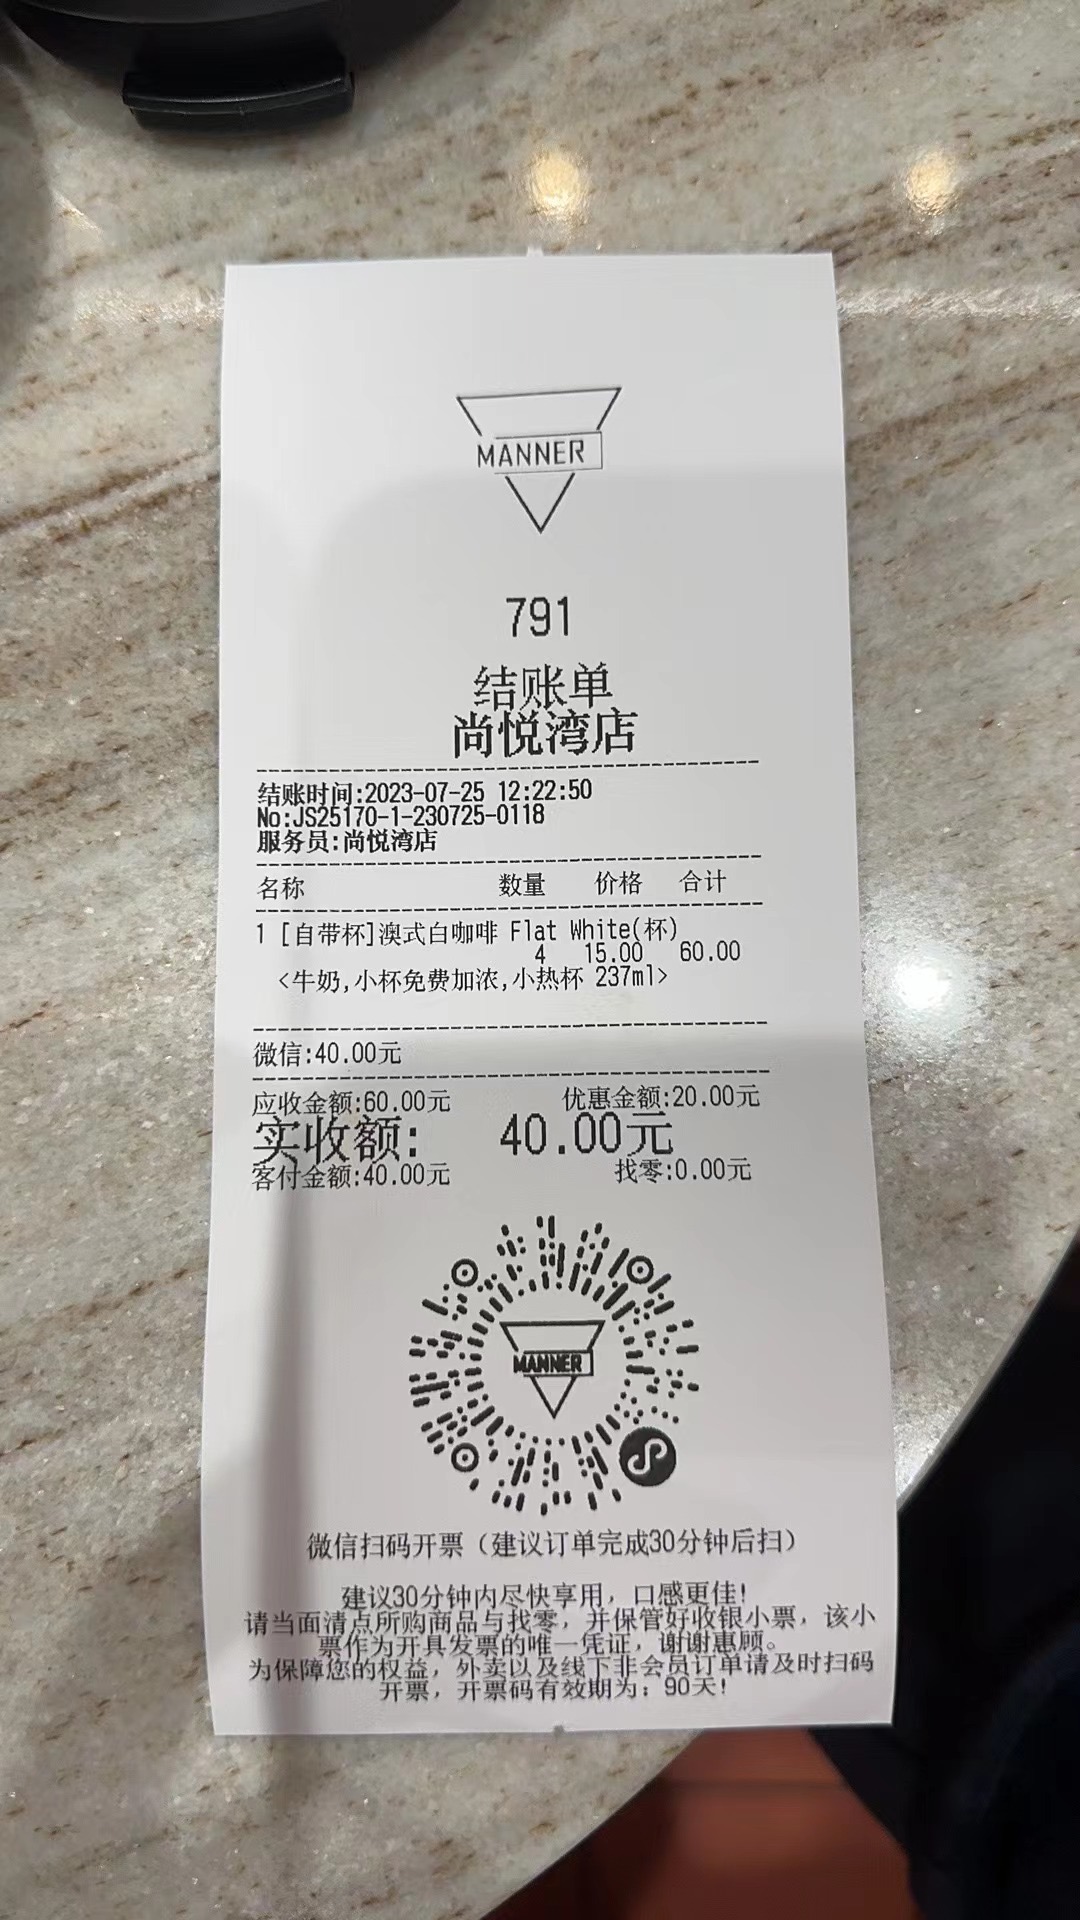 MANNER
791
结账单
尚悦湾店
结账时间:2023-07-25 12:22:50
No:JS25170-1-230725-0118
服务员:尚悦湾店
名称 数量 价格 合计
1 [自带杯]澳式白咖啡 Flat White(杯)
4 15.00 60.00
<牛奶,小杯免费加浓,小热杯 237ml>
微信:40.00元
应收金额:60.00元 优惠金额:20.00元
实收额: 40.00元
客付金额:40.00元 找零:0.00元
MANNER
微信扫码开票（建议订单完成30分钟后扫）
建议30分钟内尽快享用，口感更佳!
请当面清点所购商品与找零，并保管好收银小票，该小
票作为开具发票的唯一凭证，谢谢惠顾。
为保障您的权益，外卖以及线下非会员订单请及时扫码
开票，开票码有效期为：90天!